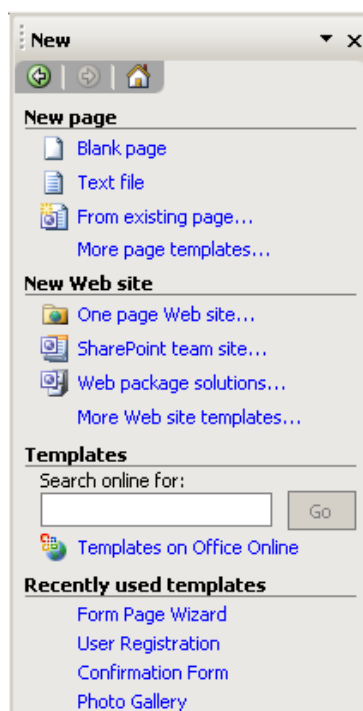 New
New page
Blank page
Text file
From existing page...
More page templates...
New Web site
One page Web site...
SharePoint team site...
Web package solutions...
More Web site templates...
Templates
Search online for:
Go
Templates on Office Online
Recently used templates
Form Page Wizard
User Registration
Confirmation Form
Photo Gallery